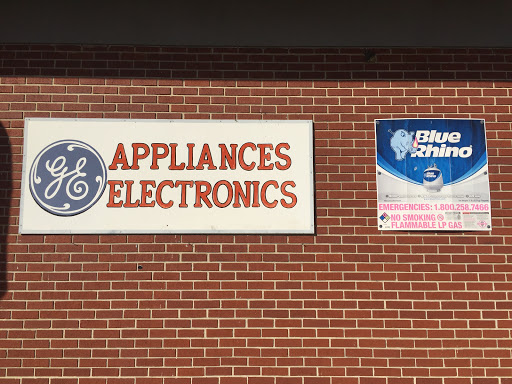 GE
APPLIANCES
ELECTRONICS
Blue
Rhino
EMERGENCIES: 1.800.258.7466
NO SMOKING
FLAMMABLE LP GAS